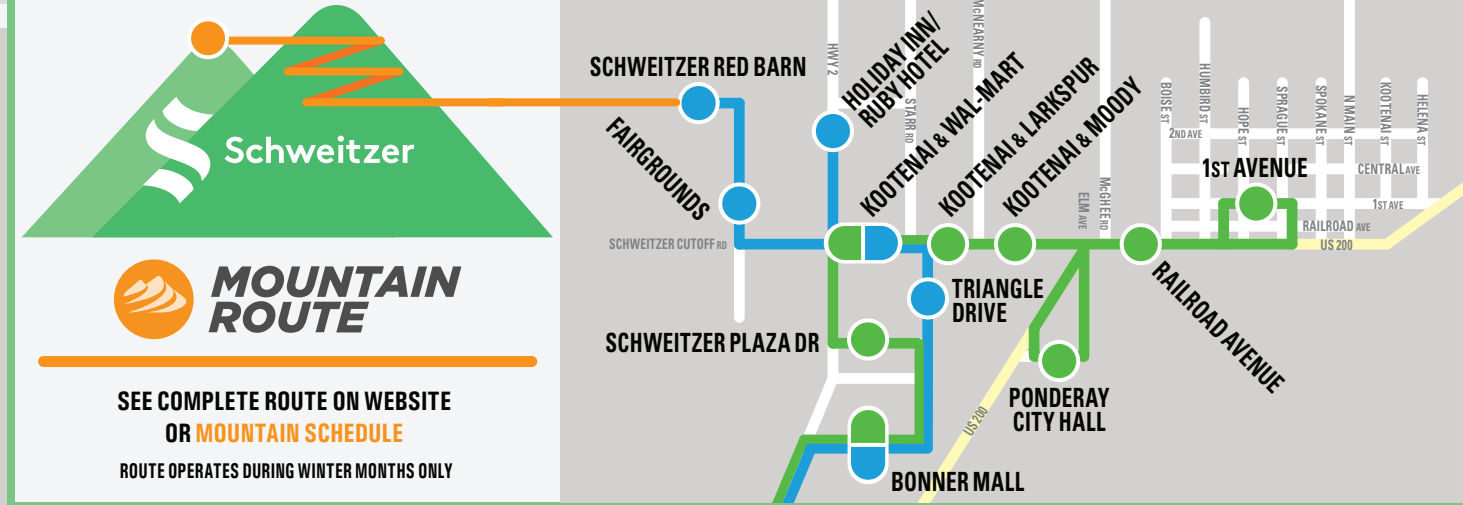 Schweitzer
MOUNTAIN
ROUTE
SEE COMPLETE ROUTE ON WEBSITE
OR MOUNTAIN SCHEDULE
ROUTE OPERATES DURING WINTER MONTHS ONLY
SCHWEITZER RED BARN
FAIRGROUNDS
SCHWEITZER CUTOFF RD
HWY 2
HOLIDAY INN/
RUBY HOTEL
STARR RD
McNEARNY RD
KOOTENAI & WAL-MART
KOOTENAI & LARKSPUR
KOOTENAI & MOODY
ELM AVE
McGHEE RD
BOISE ST
HUMBIRD ST
HOPE ST
SPRAGUE ST
SPOKANE ST
N MAIN ST
KOOTENAI ST
HELENA ST
2ND AVE
CENTRAL AVE
1ST AVENUE
1ST AVE
RAILROAD AVE
US 200
TRIANGLE
DRIVE
SCHWEITZER PLAZA DR
PONDERAY
CITY HALL
RAILROAD AVENUE
US 200
BONNER MALL